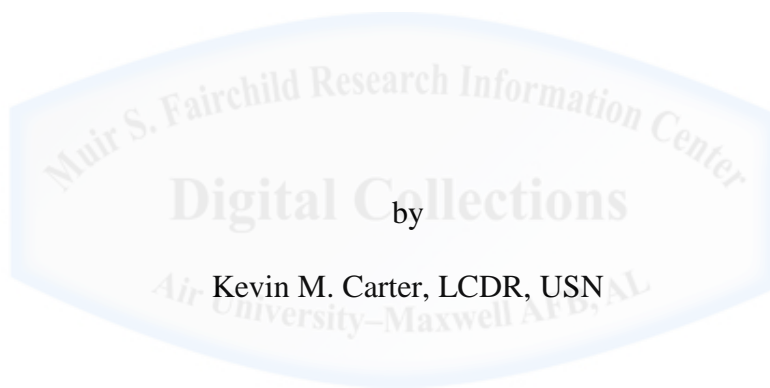 Muir S. Fairchild Research Information Center
Digital Collections
by
Kevin M. Carter, LCDR, USN
Air University–Maxwell AFB, AL